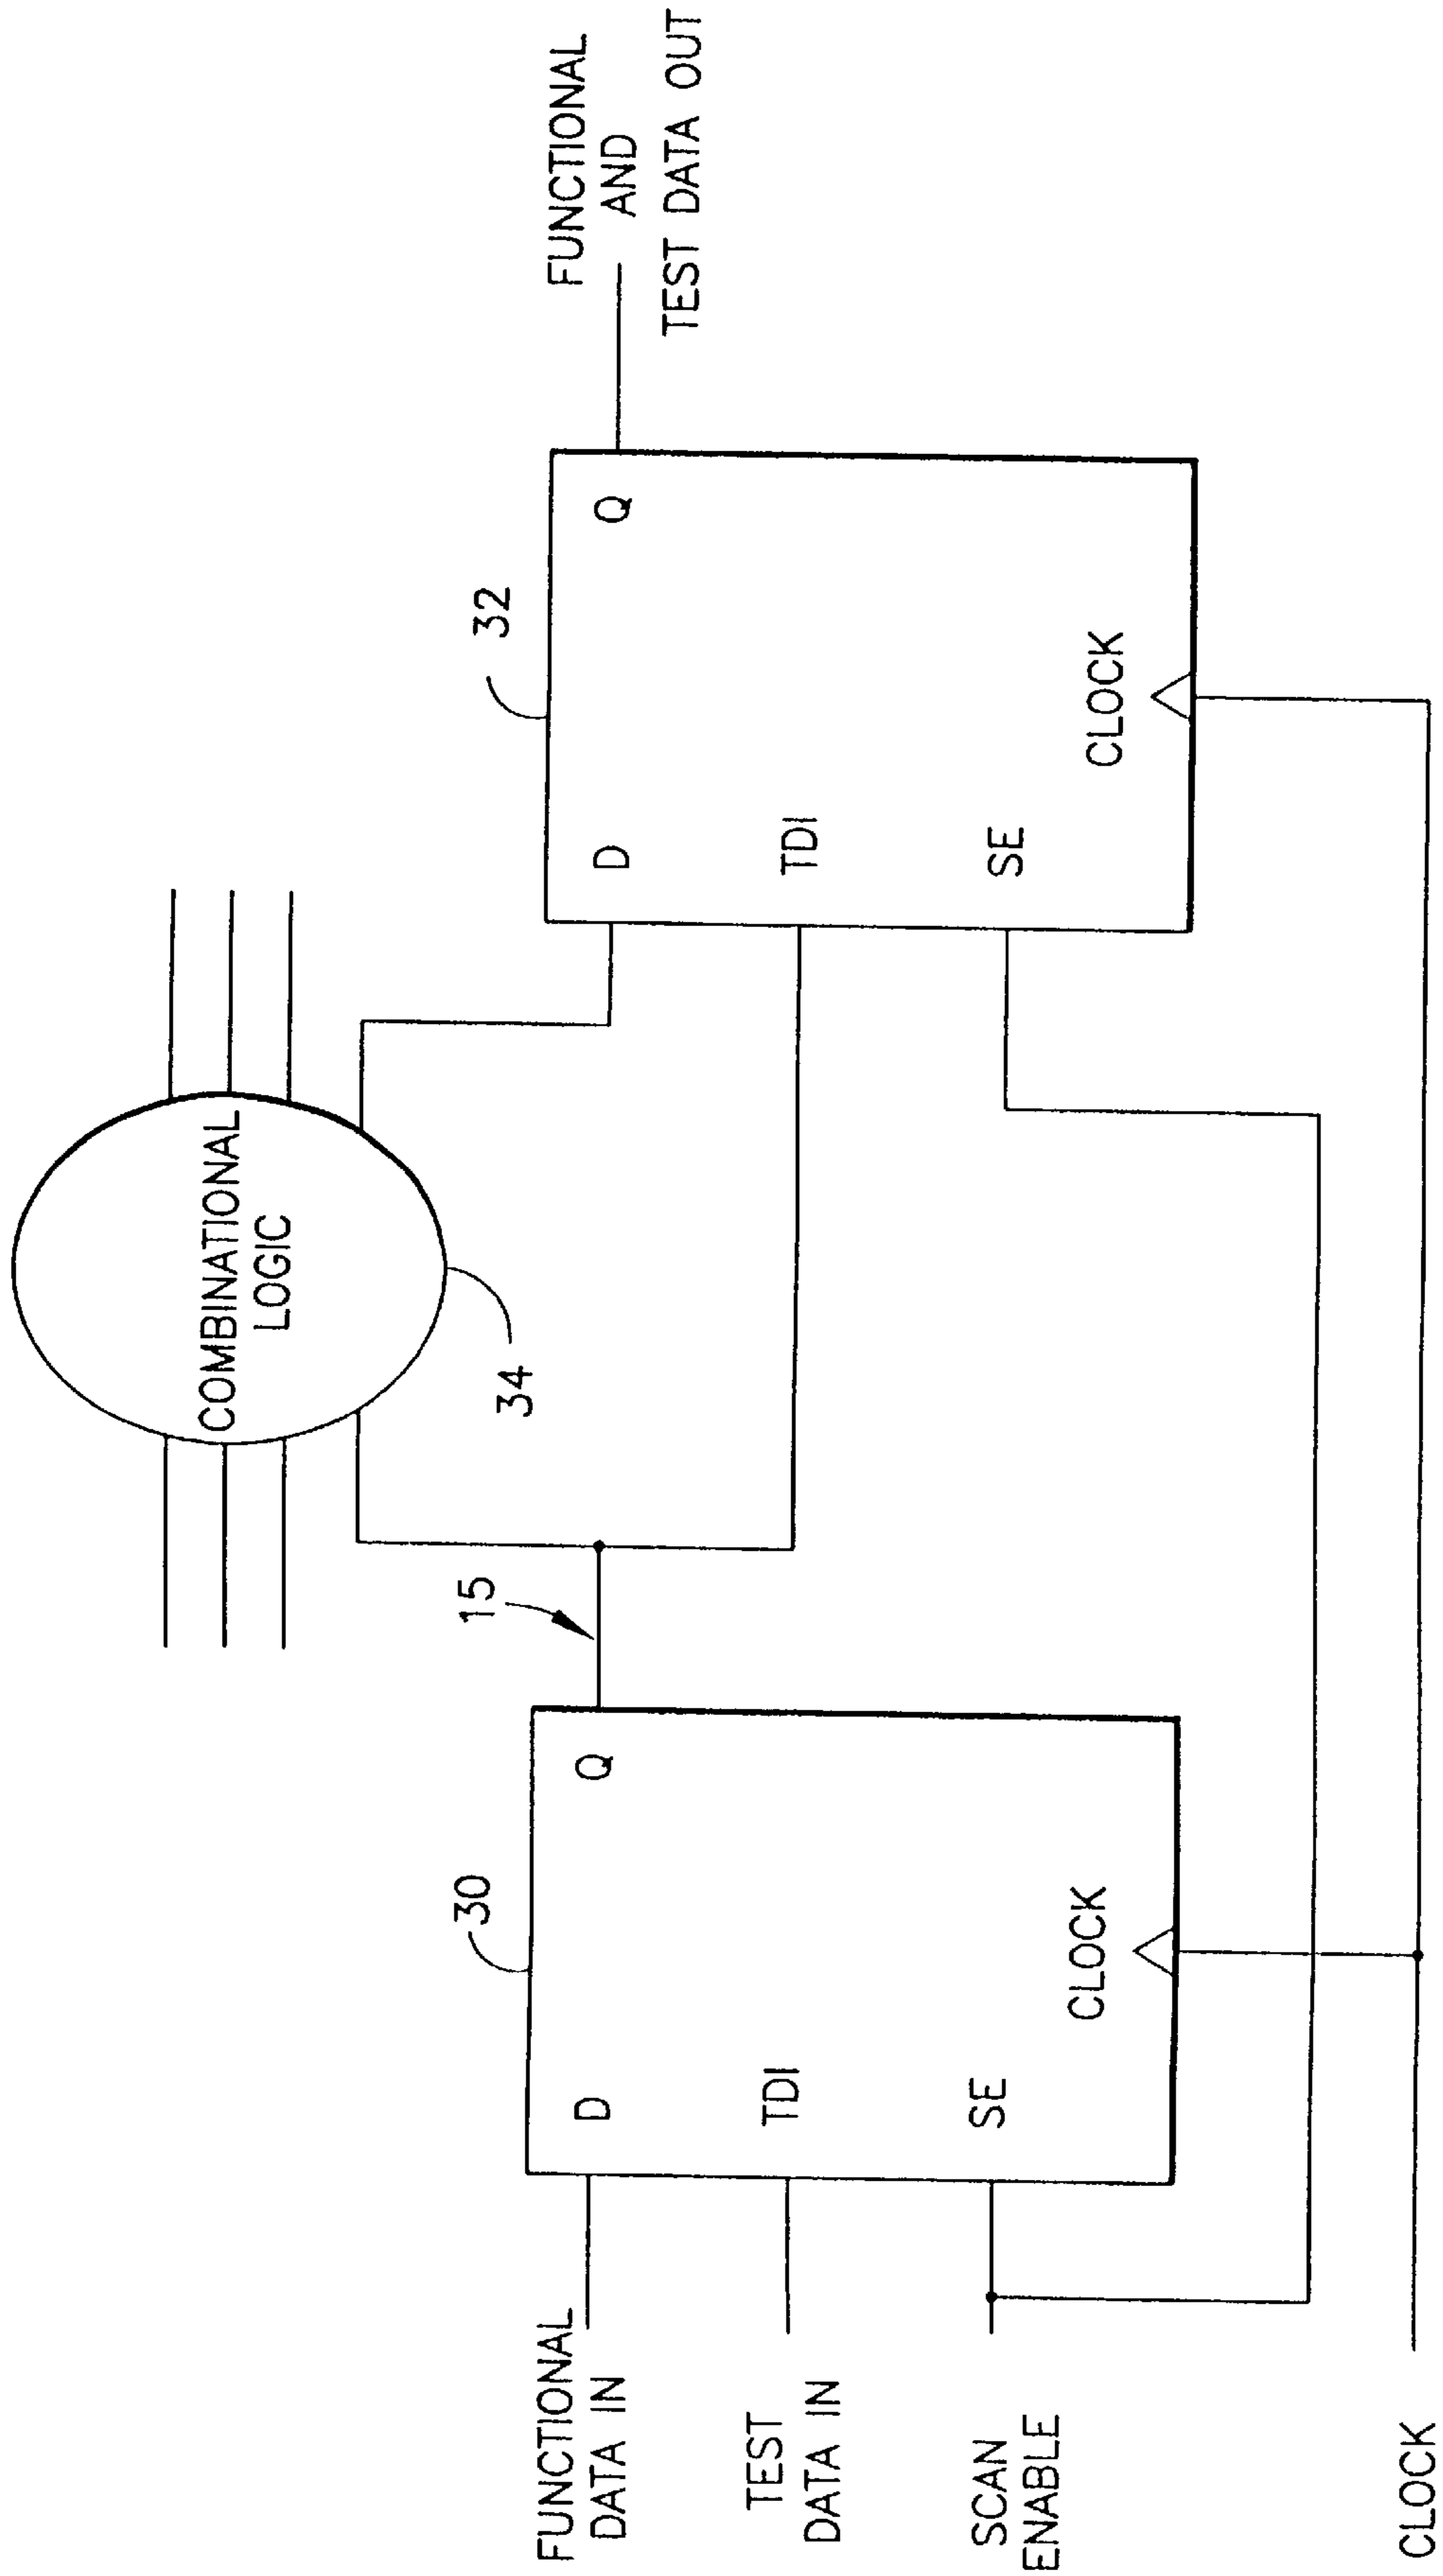 COMBINATIONAL
LOGIC
34
15
30
32
FUNCTIONAL
DATA IN
TEST
DATA IN
SCAN
ENABLE
CLOCK
D
TDI
SE
CLOCK
Q
D
TDI
SE
CLOCK
Q
FUNCTIONAL
AND
TEST DATA OUT